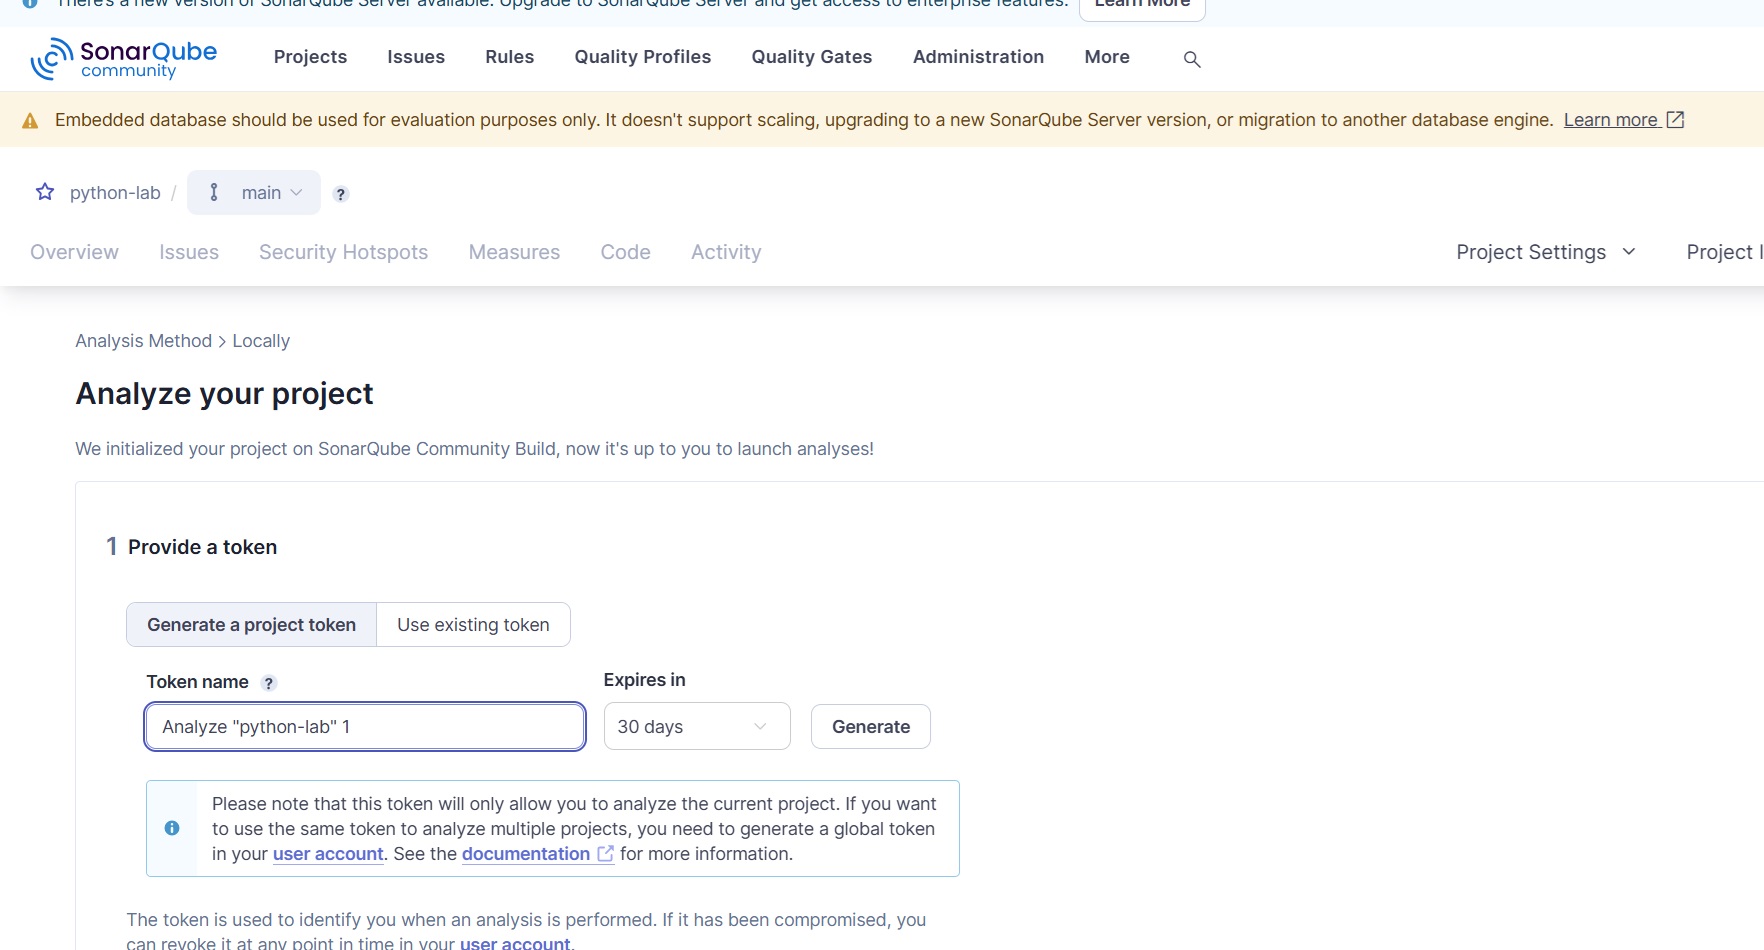 There's a new version of SonarQube Server available. Upgrade to SonarQube Server and get access to enterprise features. Learn More
SonarQube community
Projects Issues Rules Quality Profiles Quality Gates Administration More
Embedded database should be used for evaluation purposes only. It doesn't support scaling, upgrading to a new SonarQube Server version, or migration to another database engine. Learn more
python-lab / main ?
Overview Issues Security Hotspots Measures Code Activity Project Settings Project I
Analysis Method > Locally
Analyze your project
We initialized your project on SonarQube Community Build, now it's up to you to launch analyses!
1 Provide a token
Generate a project token Use existing token
Token name ? Expires in
Analyze "python-lab" 1 30 days Generate
Please note that this token will only allow you to analyze the current project. If you want
to use the same token to analyze multiple projects, you need to generate a global token
in your user account. See the documentation for more information.
The token is used to identify you when an analysis is performed. If it has been compromised, you
can revoke it at any point in time in your user account.